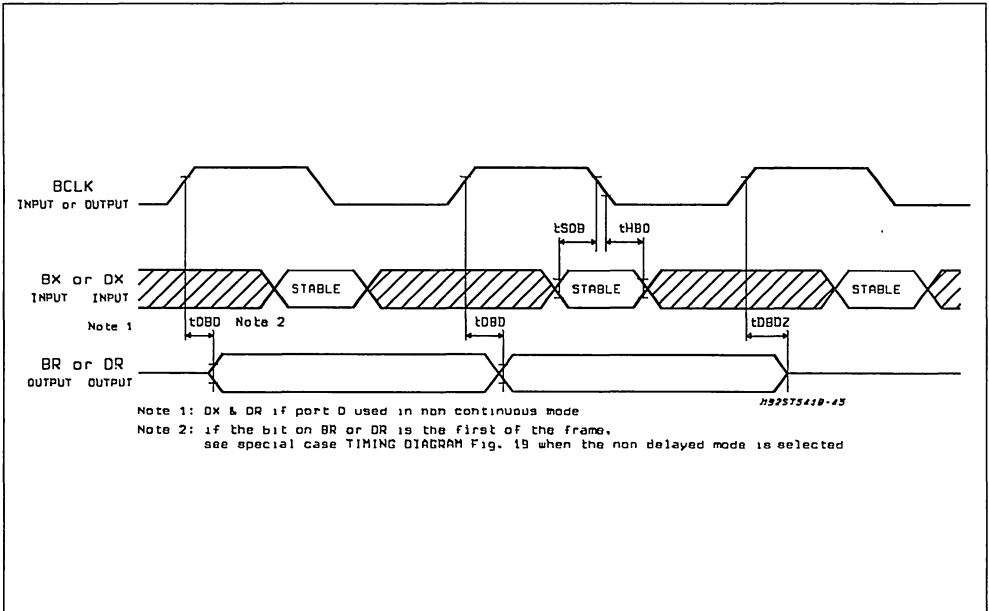 BCLK
INPUT or OUTPUT
tSDB tHBD
BX or DX
INPUT INPUT
STABLE STABLE STABLE
Note 1 tDBD Note 2 tDBD tDBDZ
BR or DR
OUTPUT OUTPUT
M92ST5410-45
Note 1: DX & DR if port D used in non continuous mode
Note 2: if the bit on BR or DR is the first of the frame,
see special case TIMING DIAGRAM Fig. 19 when the non delayed mode is selected